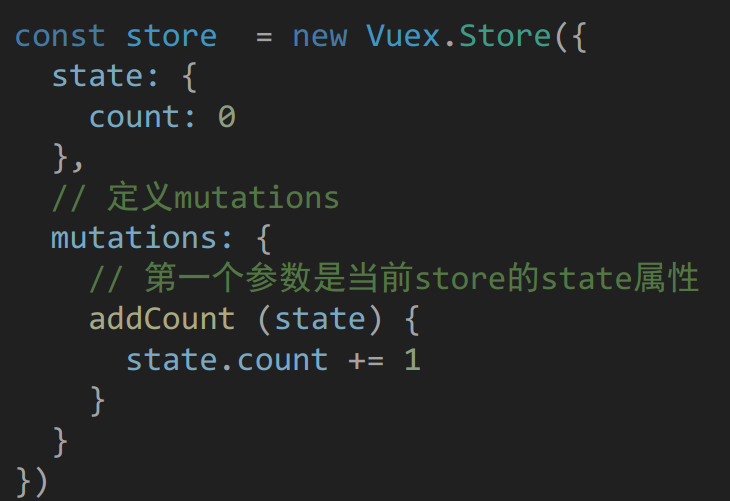 const store  = new Vuex.Store({
  state: {
    count: 0
  },
  // 定义mutations
  mutations: {
    // 第一个参数是当前store的state属性
    addCount (state) {
      state.count += 1
    }
  }
})